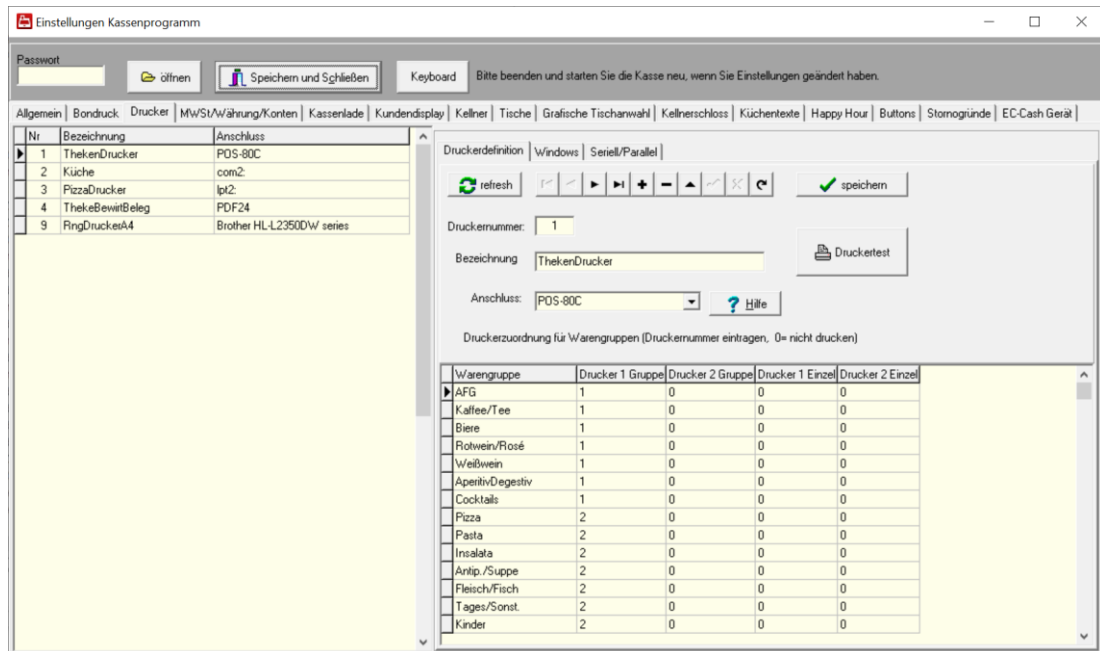 Einstellungen Kassenprogramm
Passwort
öffnen
Speichern und Schließen
Keyboard
Bitte beenden und starten Sie die Kasse neu, wenn Sie Einstellungen geändert haben.
Allgemein Bondruck Drucker MWSt/Währung/Konten Kassenlade Kundendisplay Kellner Tische Grafische Tischanwahl Kellnerschloss Küchentexte Happy Hour Buttons Stornogründe EC-Cash Gerät
Nr Bezeichnung Anschluss
1 ThekenDrucker POS-80C
2 Küche com2:
3 PizzaDrucker lpt2:
4 ThekeBewirtBeleg PDF24
9 RngDruckerA4 Brother HL-L2350DW series
Druckerdefinition Windows Seriell/Parallel
refresh
speichern
Druckernummer: 1
Druckertest
Bezeichnung ThekenDrucker
Anschluss: POS-80C
Hilfe
Druckerzuordnung für Warengruppen (Druckernummer eintragen, 0= nicht drucken)
Warengruppe Drucker 1 Gruppe Drucker 2 Gruppe Drucker 1 Einzel Drucker 2 Einzel
AFG 1 0 0 0
Kaffee/Tee 1 0 0 0
Biere 1 0 0 0
Rotwein/Rosé 1 0 0 0
Weißwein 1 0 0 0
AperitivDegestiv 1 0 0 0
Cocktails 1 0 0 0
Pizza 2 0 0 0
Pasta 2 0 0 0
Insalata 2 0 0 0
Antip./Suppe 2 0 0 0
Fleisch/Fisch 2 0 0 0
Tages/Sonst. 2 0 0 0
Kinder 2 0 0 0